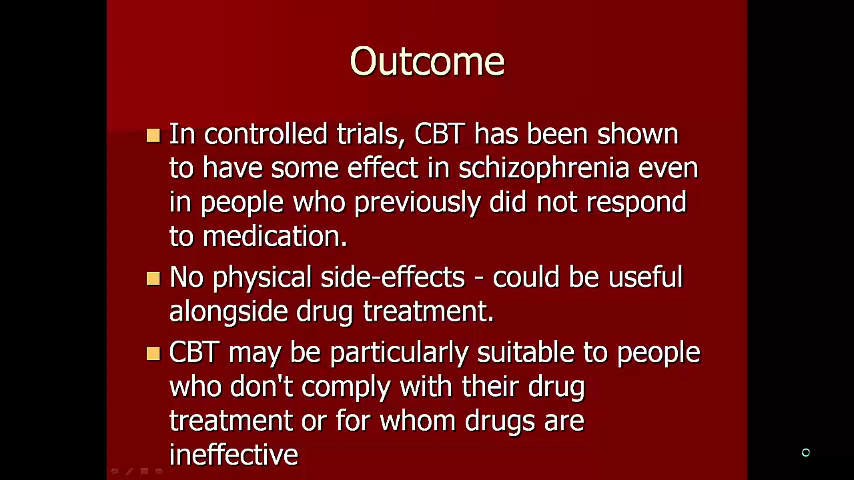 Outcome
In controlled trials, CBT has been shown
to have some effect in schizophrenia even
in people who previously did not respond
to medication.
No physical side-effects - could be useful
alongside drug treatment.
CBT may be particularly suitable to people
who don't comply with their drug
treatment or for whom drugs are
ineffective